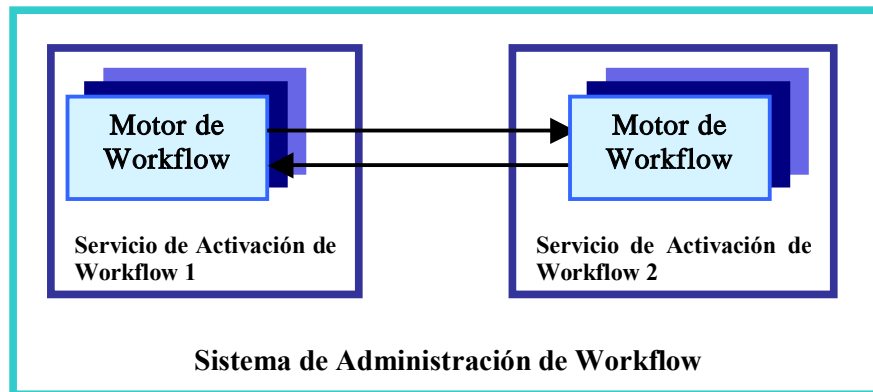 Motor de
Workflow
Servicio de Activación de
Workflow 1
Motor de
Workflow
Servicio de Activación de
Workflow 2
Sistema de Administración de Workflow